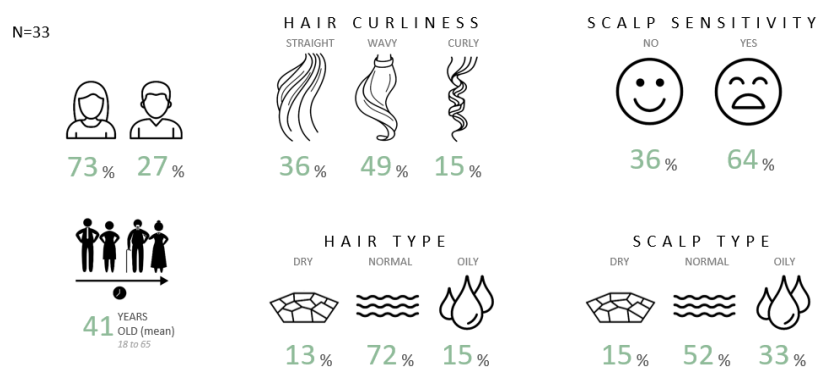 N=33
HAIR CURLINESS
STRAIGHT WAVY CURLY
36 % 49 % 15 %
SCALP SENSITIVITY
NO YES
36 % 64 %
73 % 27 %
41 YEARS
OLD (mean)
18 to 65
HAIR TYPE
DRY NORMAL OILY
13 % 72 % 15 %
SCALP TYPE
DRY NORMAL OILY
15 % 52 % 33 %